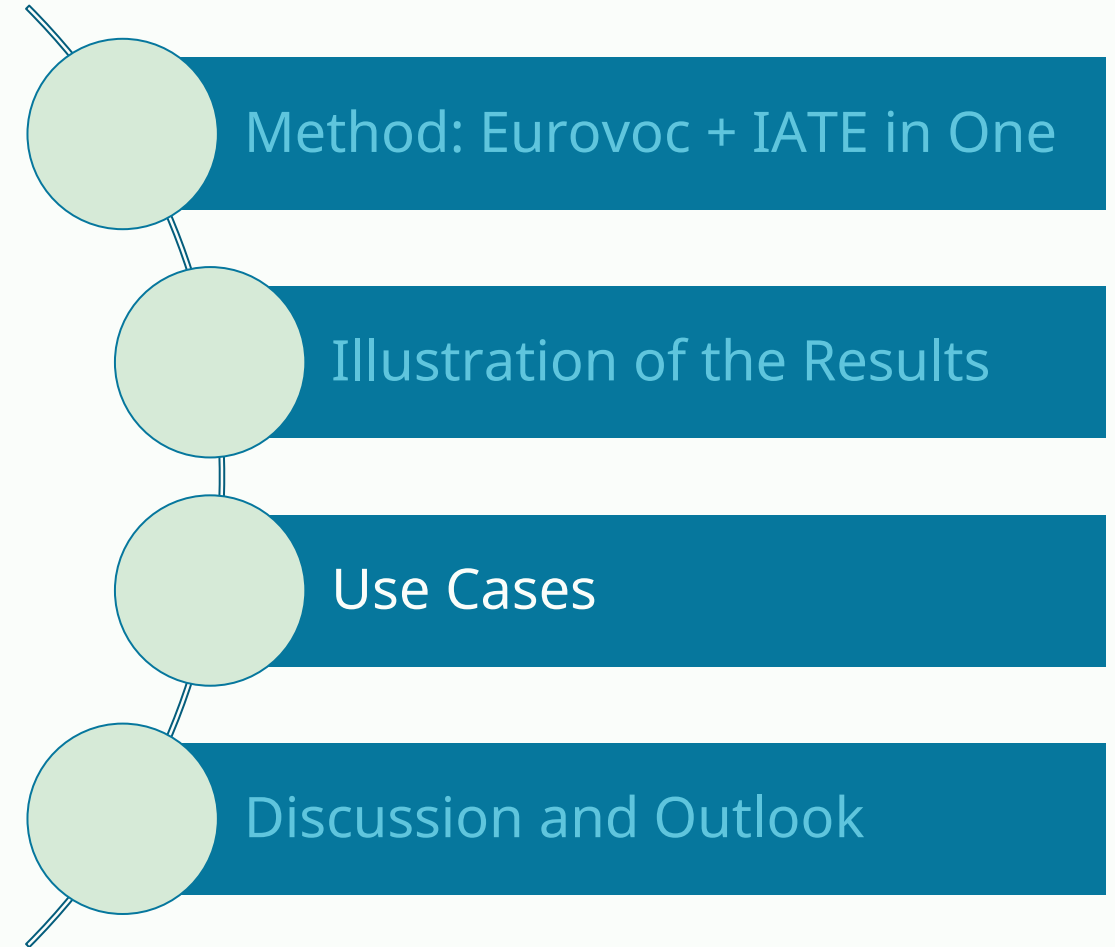 Method: Eurovoc + IATE in One
Illustration of the Results
Use Cases
Discussion and Outlook